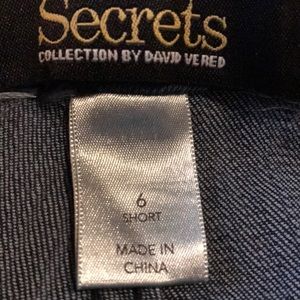 Secrets
COLLECTION BY DAVID VERED
6
SHORT
MADE IN
CHINA